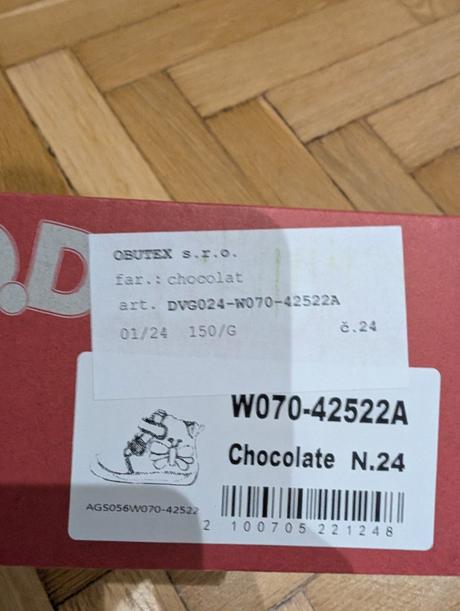 D.D
OBUTEX s.r.o.
far.: chocolat
art. DVG024-W070-42522A
01/24 150/G č.24
W070-42522A
Chocolate N.24
AGS056W070-42522
2 100705 221248